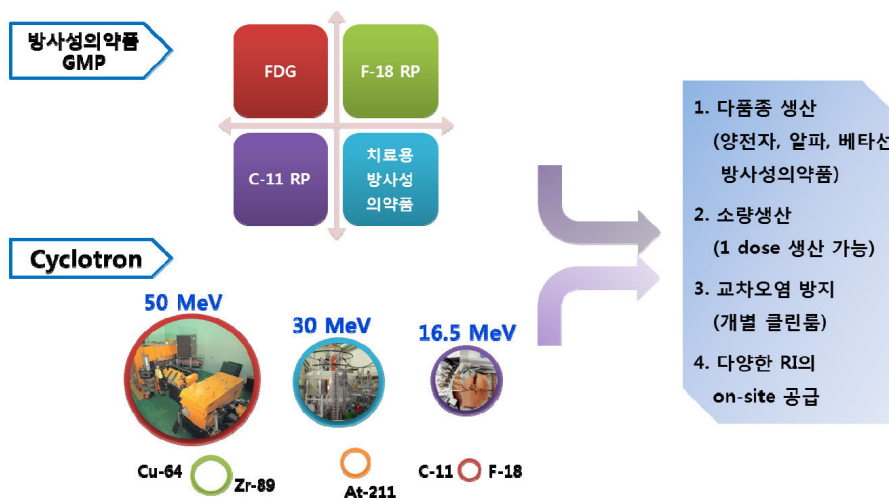 방사성의약품
GMP
FDG
F-18 RP
C-11 RP
치료용
방사성
의약품
Cyclotron
50 MeV
30 MeV
16.5 MeV
Cu-64
Zr-89
At-211
C-11
F-18
1. 다품종 생산
(양전자, 알파, 베타선
방사성의약품)
2. 소량생산
(1 dose 생산 가능)
3. 교차오염 방지
(개별 클린룸)
4. 다양한 RI의
on-site 공급